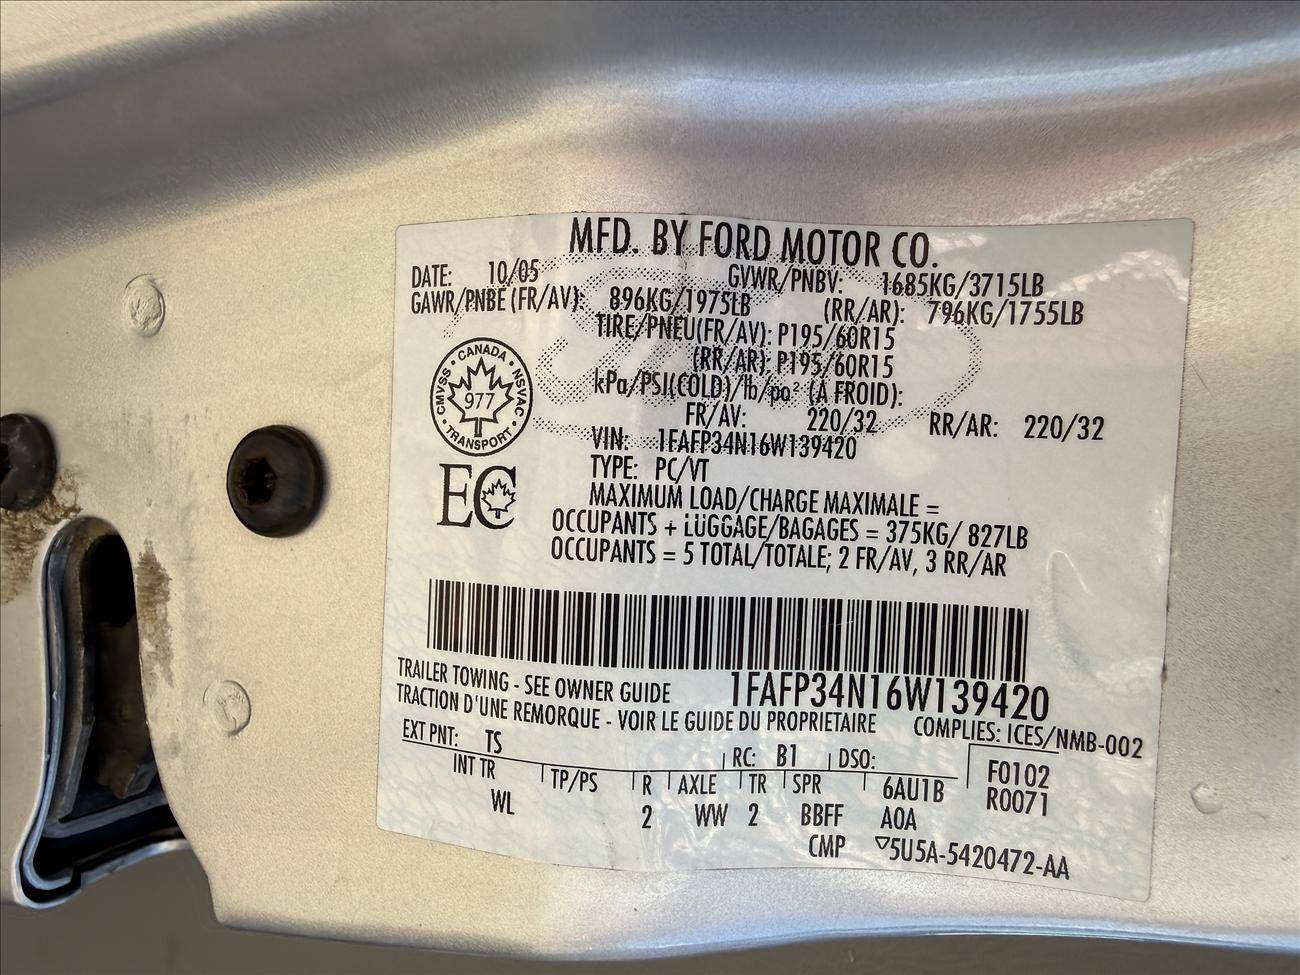 MFD. BY FORD MOTOR CO.
DATE: 10/05 GVWR/PNBV: 1685KG/3715LB
GAWR/PNBE (FR/AV): 896KG/1975LB (RR/AR): 796KG/1755LB
TIRE/PNEU(FR/AV): P195/60R15
(RR/AR): P195/60R15
kPa/PSI(COLD)/lb/po² (A FROID):
FR/AV: 220/32 RR/AR: 220/32
VIN: 1FAFP34N16W139420
TYPE: PC/VT
MAXIMUM LOAD/CHARGE MAXIMALE =
OCCUPANTS + LUGGAGE/BAGAGES = 375KG/ 827LB
OCCUPANTS = 5 TOTAL/TOTALE; 2 FR/AV, 3 RR/AR
CMVSS • CANADA • NSVAC • TRANSPORT •
977
EC
1FAFP34N16W139420
TRAILER TOWING - SEE OWNER GUIDE
TRACTION D'UNE REMORQUE - VOIR LE GUIDE DU PROPRIETAIRE
COMPLIES: ICES/NMB-002
EXT PNT: TS RC: B1 DSO: F0102
INT TR TP/PS R AXLE TR SPR 6AU1B R0071
WL 2 WW 2 BBFF A0A
CMP ▽5U5A-5420472-AA